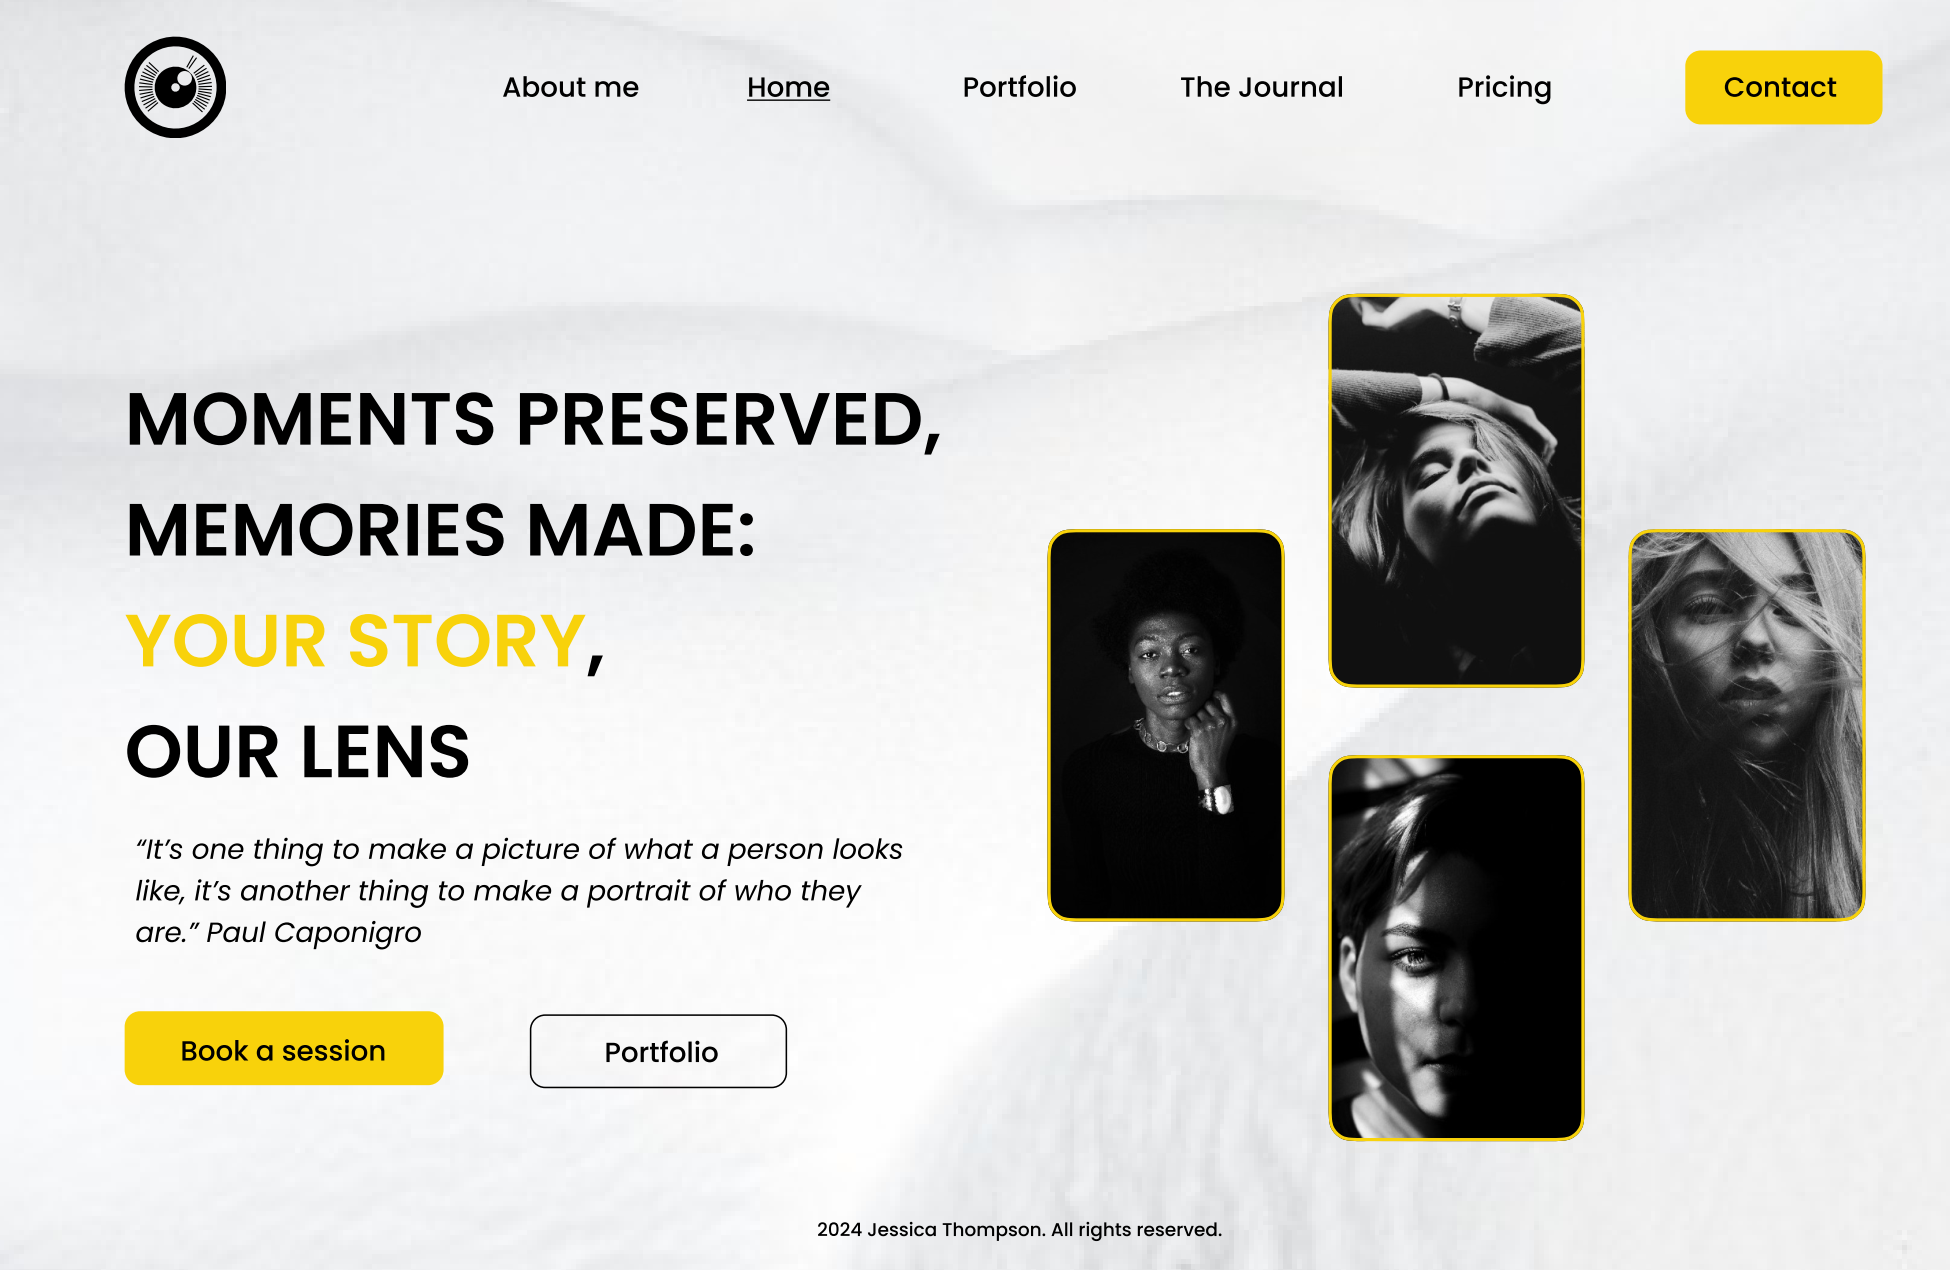 About me
Home
Portfolio
The Journal
Pricing
Contact
MOMENTS PRESERVED,
MEMORIES MADE:
YOUR STORY,
OUR LENS
“It’s one thing to make a picture of what a person looks
like, it’s another thing to make a portrait of who they
are.” Paul Caponigro
Book a session
Portfolio
2024 Jessica Thompson. All rights reserved.